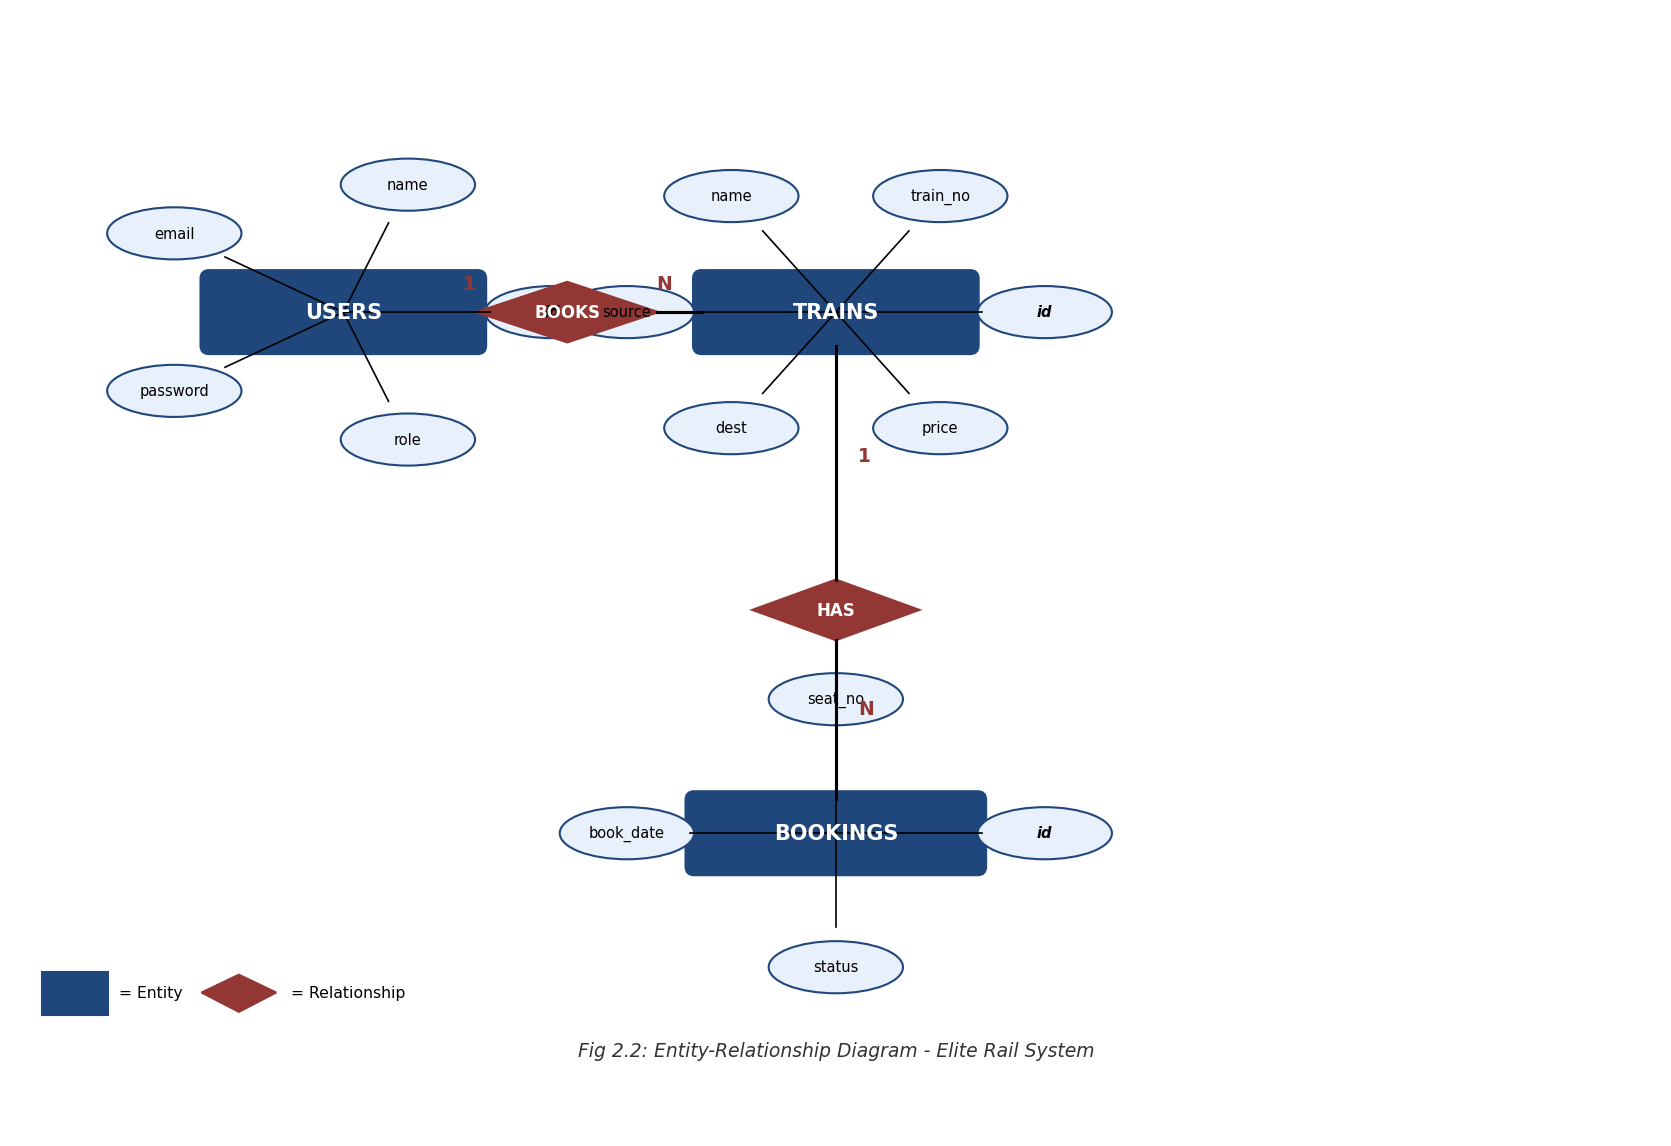 name
name
train_no
email
1
N
USERS
BOOKS
source
TRAINS
id
password
dest
price
role
1
HAS
seat_no
N
book_date
BOOKINGS
id
status
= Entity
= Relationship
Fig 2.2: Entity-Relationship Diagram - Elite Rail System